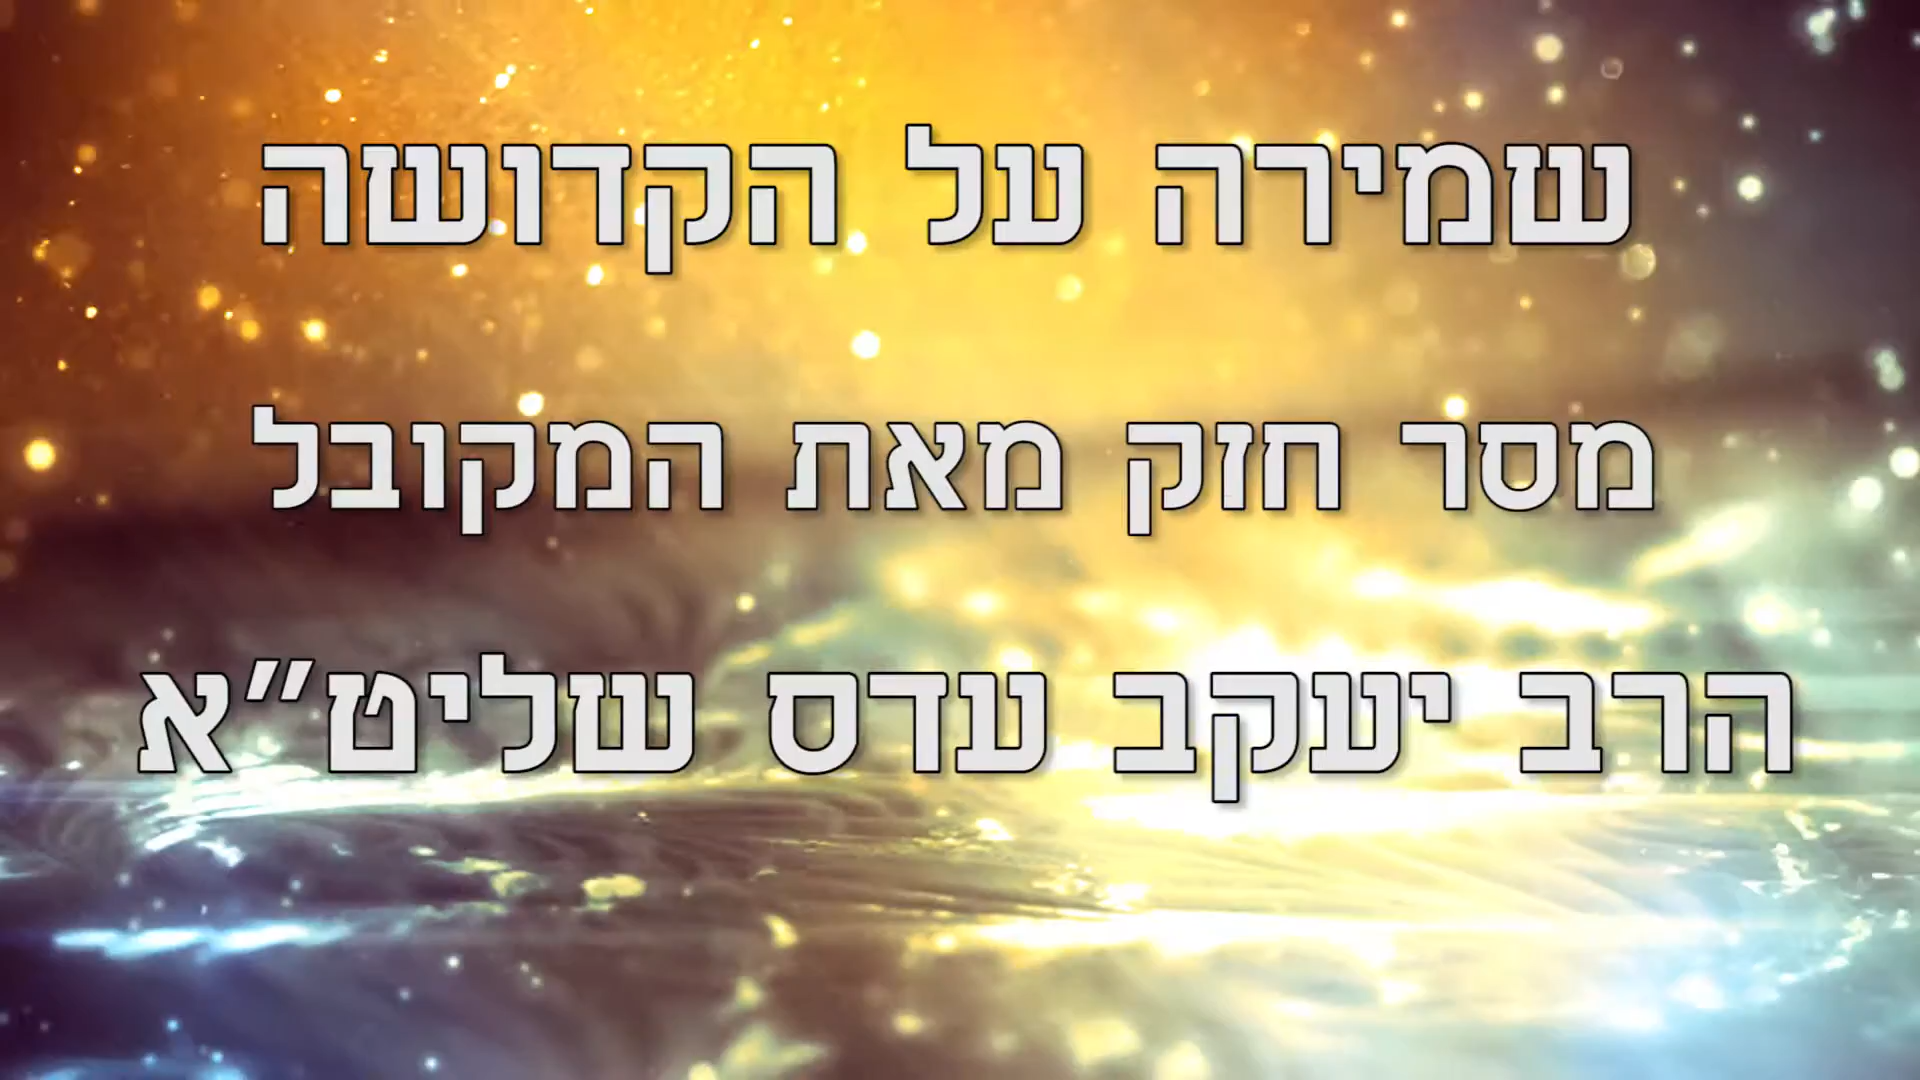 שמירה על הקדושה
מסר חזק מאת המקובל
הרב יעקב עדס שליט"א